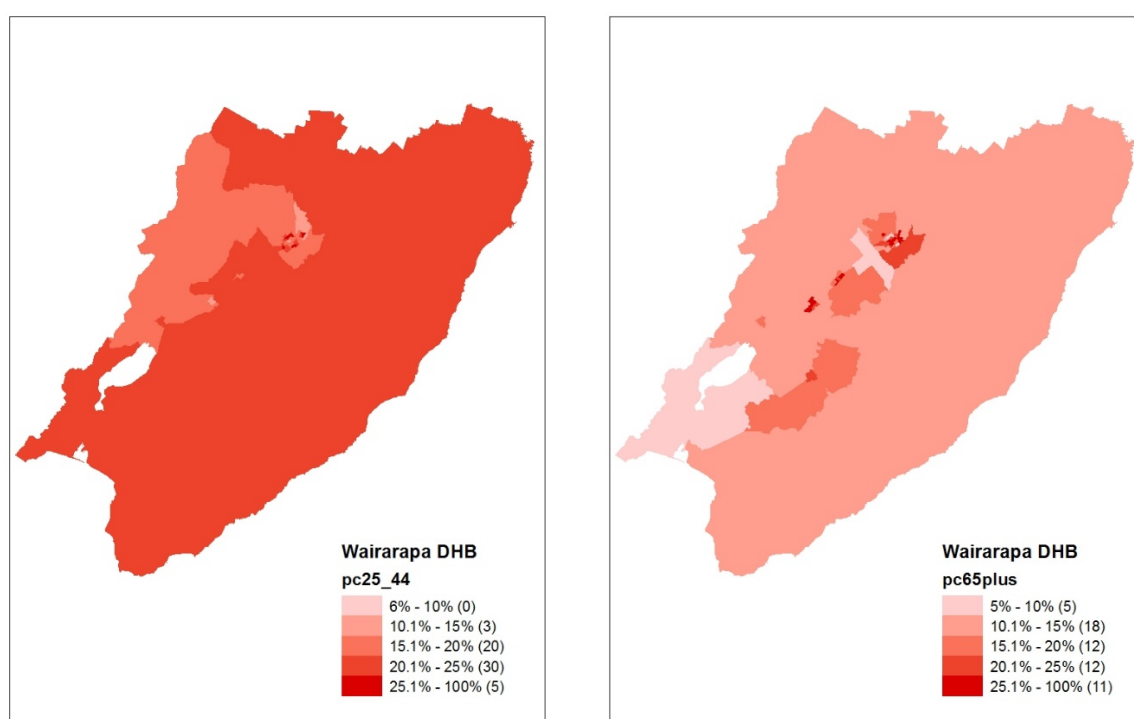 Wairarapa DHB
pc25_44
6% - 10% (0)
10.1% - 15% (3)
15.1% - 20% (20)
20.1% - 25% (30)
25.1% - 100% (5)
Wairarapa DHB
pc65plus
5% - 10% (5)
10.1% - 15% (18)
15.1% - 20% (12)
20.1% - 25% (12)
25.1% - 100% (11)